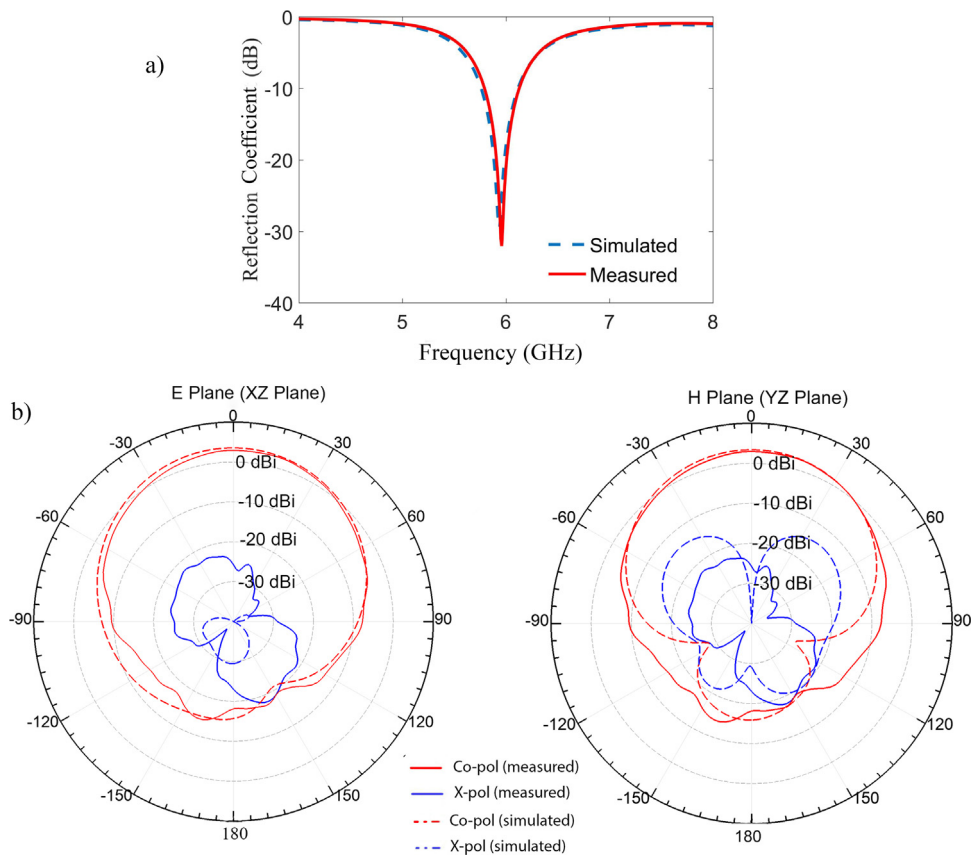 a)
0
-10
-20
-30
-40
Reflection Coefficient (dB)
Simulated
Measured
4 5 6 7 8
Frequency (GHz)
b)
E Plane (XZ Plane)
0
-30 30
0 dBi
-10 dBi
-60 60
-20 dBi
-30 dBi
-90 90
-120 120
-150 150
180
H Plane (YZ Plane)
0
-30 30
0 dBi
-10 dBi
-60 60
-20 dBi
-30 dBi
-90 90
-120 120
-150 150
180
Co-pol (measured)
X-pol (measured)
Co-pol (simulated)
X-pol (simulated)